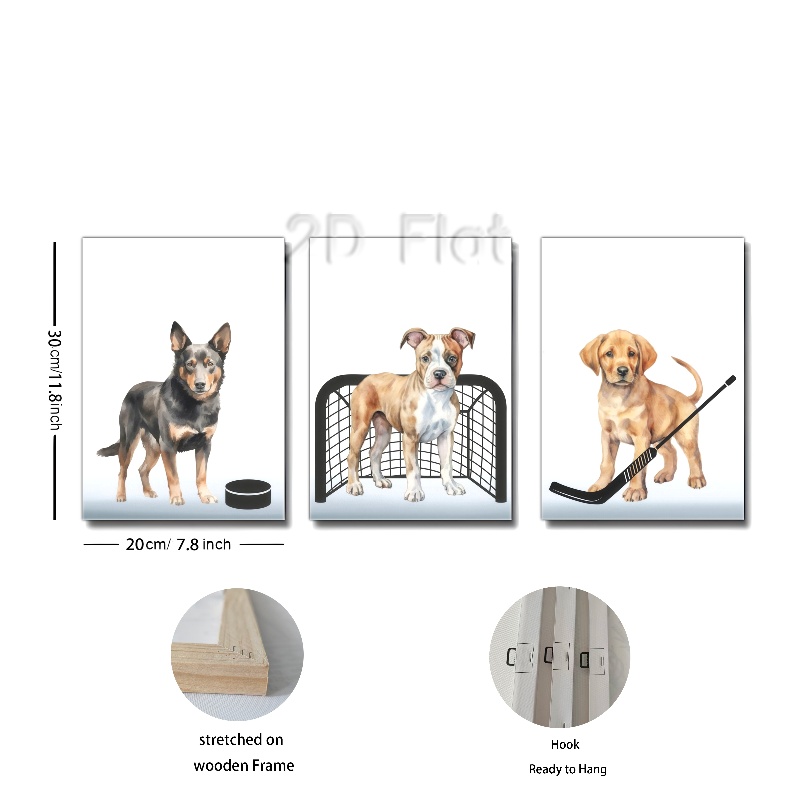 2D Flat
30cm/11.8inch
20cm/ 7.8 inch
stretched on
wooden Frame
Hook
Ready to Hang